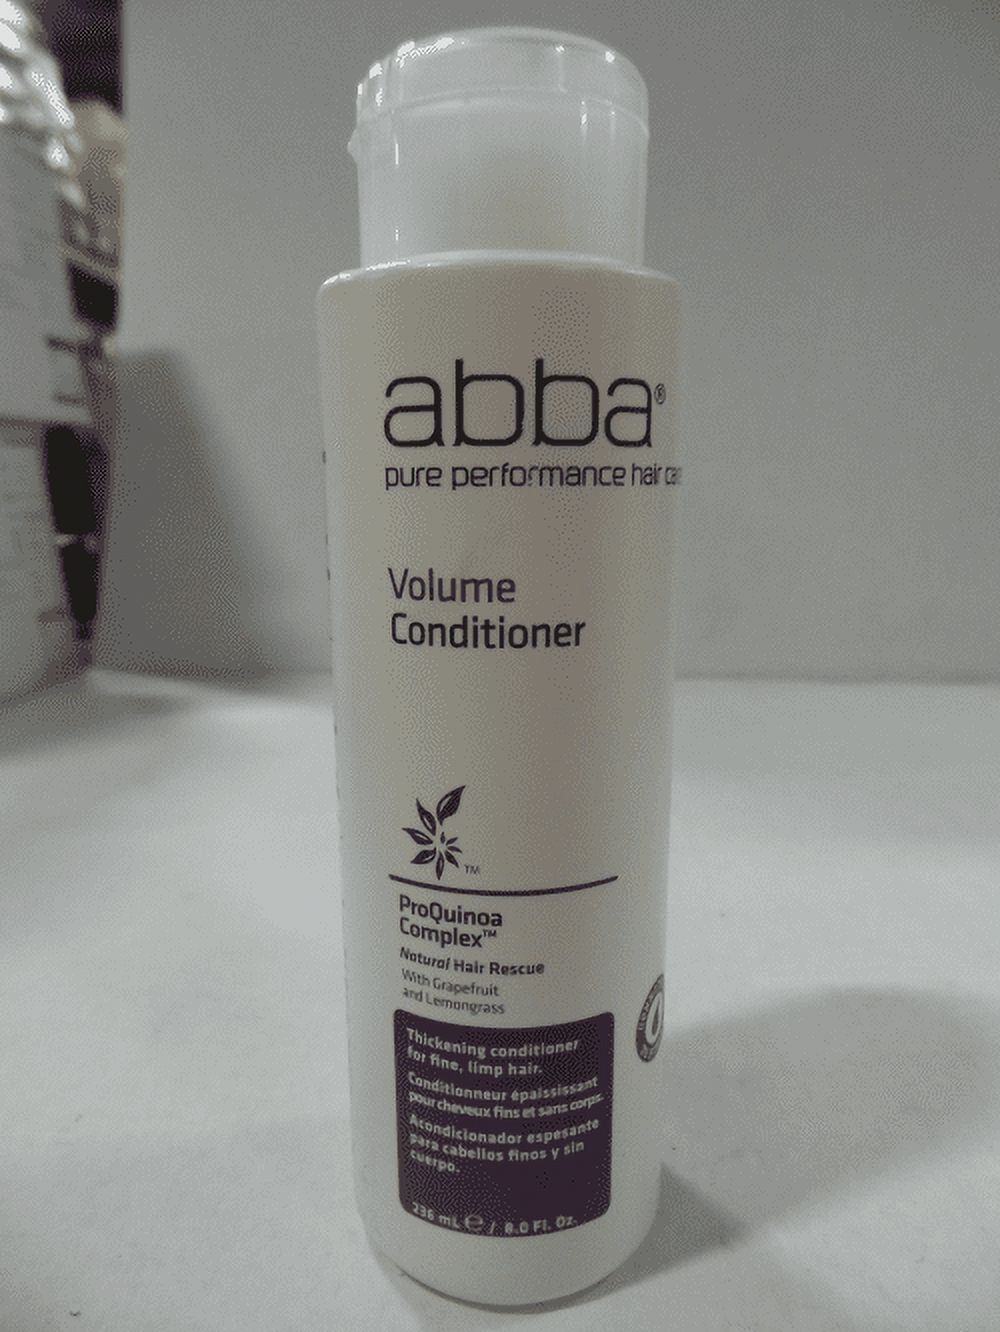 abba®
pure performance hair care
Volume
Conditioner
TM
ProQuinoa
Complex™
Natural Hair Rescue
With Grapefruit
and Lemongrass
Thickening conditioner
for fine, limp hair.
Conditionneur épaississant
pour cheveux fins et sans corps.
Acondicionador espesante
para cabellos finos y sin
cuerpo.
236 mL ℮ / 8.0 Fl. Oz.